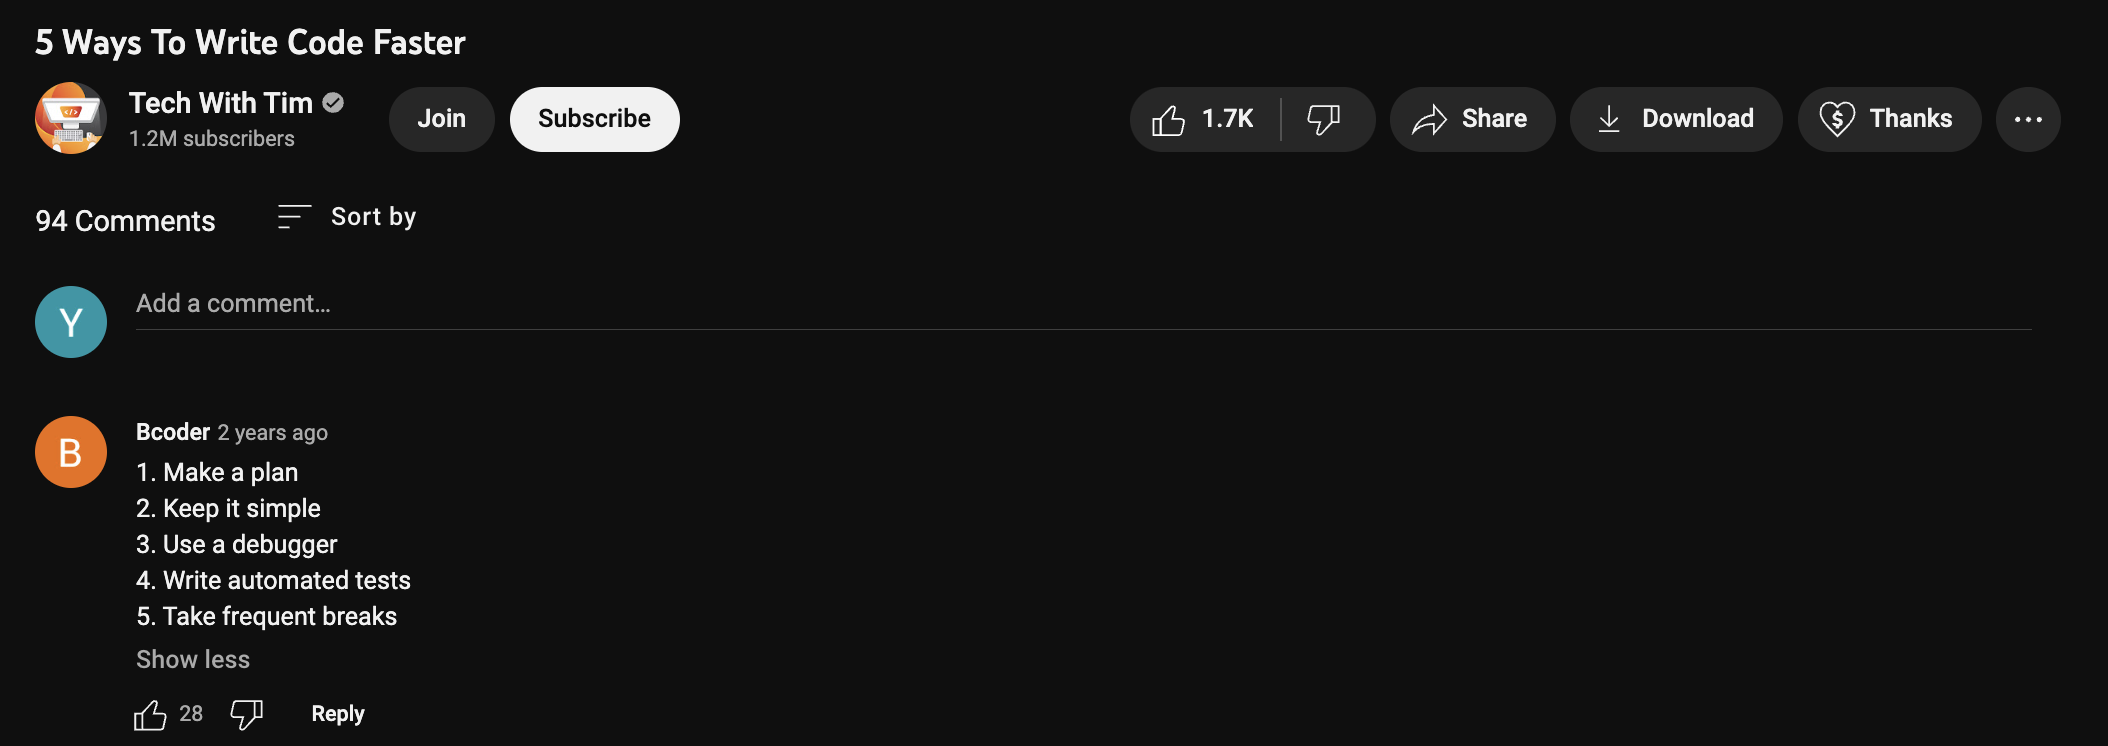 5 Ways To Write Code Faster
Tech With Tim
1.2M subscribers
Join
Subscribe
1.7K
Share
Download
Thanks
94 Comments
Sort by
Y
Add a comment...
B
Bcoder 2 years ago
1. Make a plan
2. Keep it simple
3. Use a debugger
4. Write automated tests
5. Take frequent breaks
Show less
28
Reply